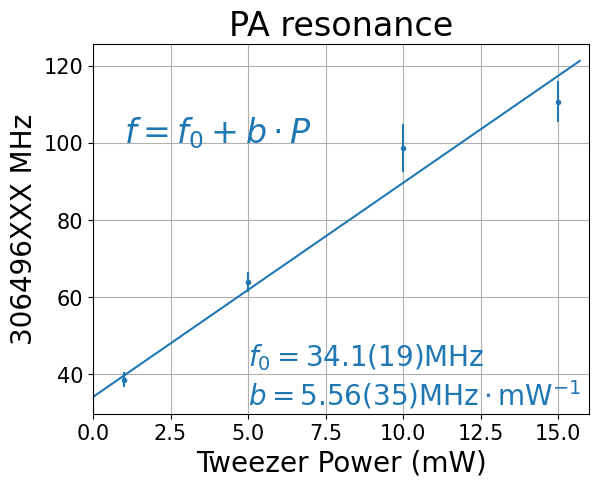 PA resonance
306496XXX MHz
120
100
80
60
40
f = f₀ + b · P
f₀ = 34.1(19)MHz
b = 5.56(35)MHz · mW⁻¹
0.0 2.5 5.0 7.5 10.0 12.5 15.0
Tweezer Power (mW)